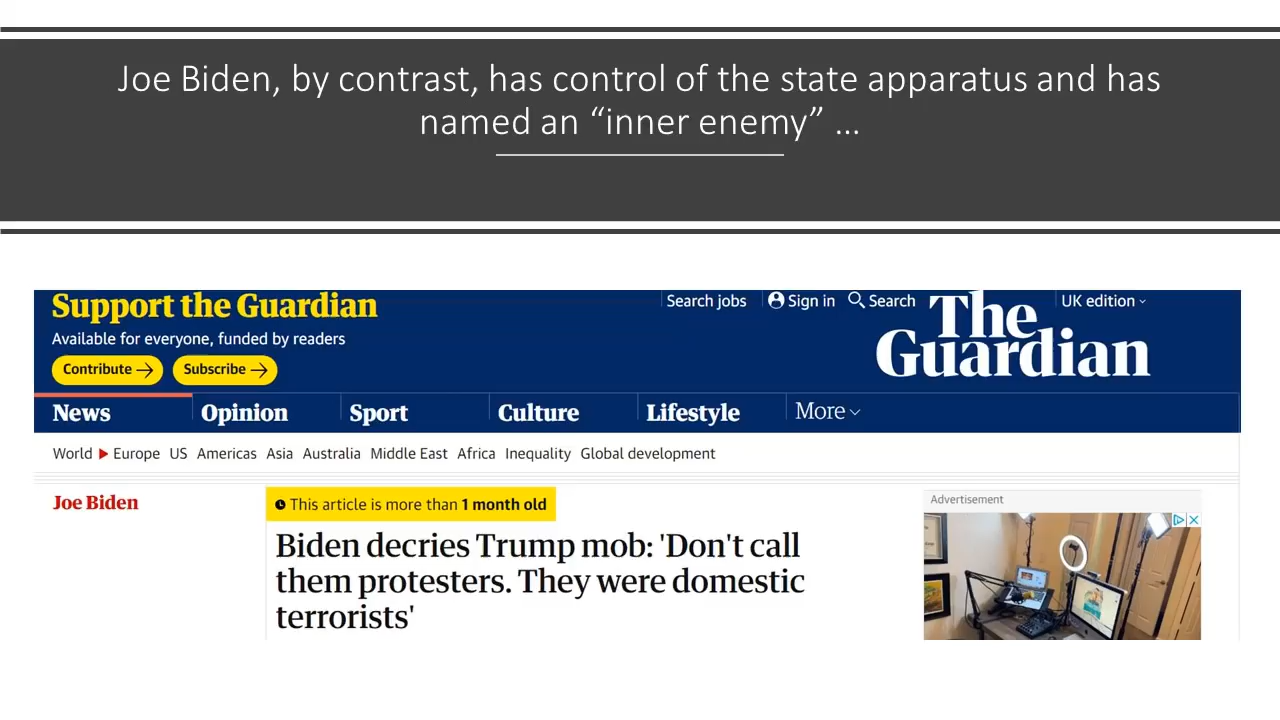 Joe Biden, by contrast, has control of the state apparatus and has
named an “inner enemy” ...
Support the Guardian
Available for everyone, funded by readers
Contribute
Subscribe
Search jobs
Sign in
Search
The
Guardian
UK edition
News
Opinion
Sport
Culture
Lifestyle
More
World
Europe
US
Americas
Asia
Australia
Middle East
Africa
Inequality
Global development
Joe Biden
This article is more than 1 month old
Biden decries Trump mob: 'Don't call
them protesters. They were domestic
terrorists'
Advertisement